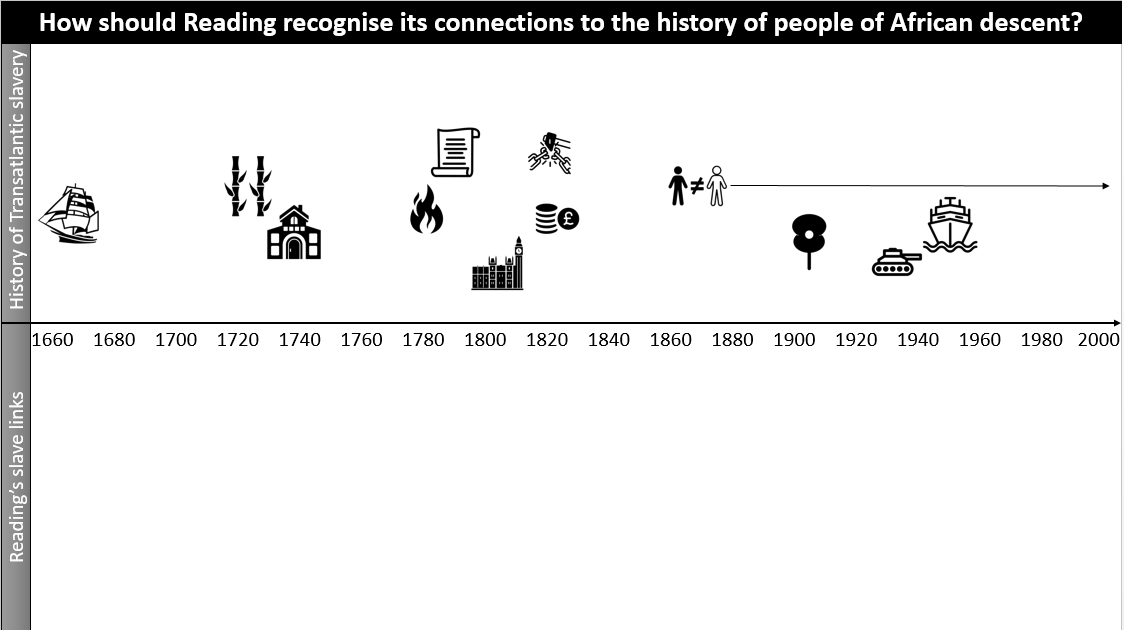 How should Reading recognise its connections to the history of people of African descent?
History of Transatlantic slavery
£
1660 1680 1700 1720 1740 1760 1780 1800 1820 1840 1860 1880 1900 1920 1940 1960 1980 2000
Reading's slave links